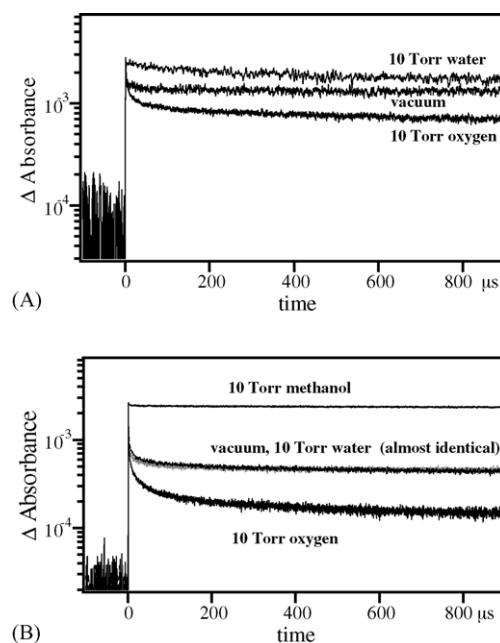 10 Torr water
vacuum
10 Torr oxygen
Δ Absorbance
10-3
10-4
0 200 400 600 800 μs
time
(A)
10 Torr methanol
vacuum, 10 Torr water (almost identical)
10 Torr oxygen
Δ Absorbance
10-3
10-4
0 200 400 600 800 μs
time
(B)